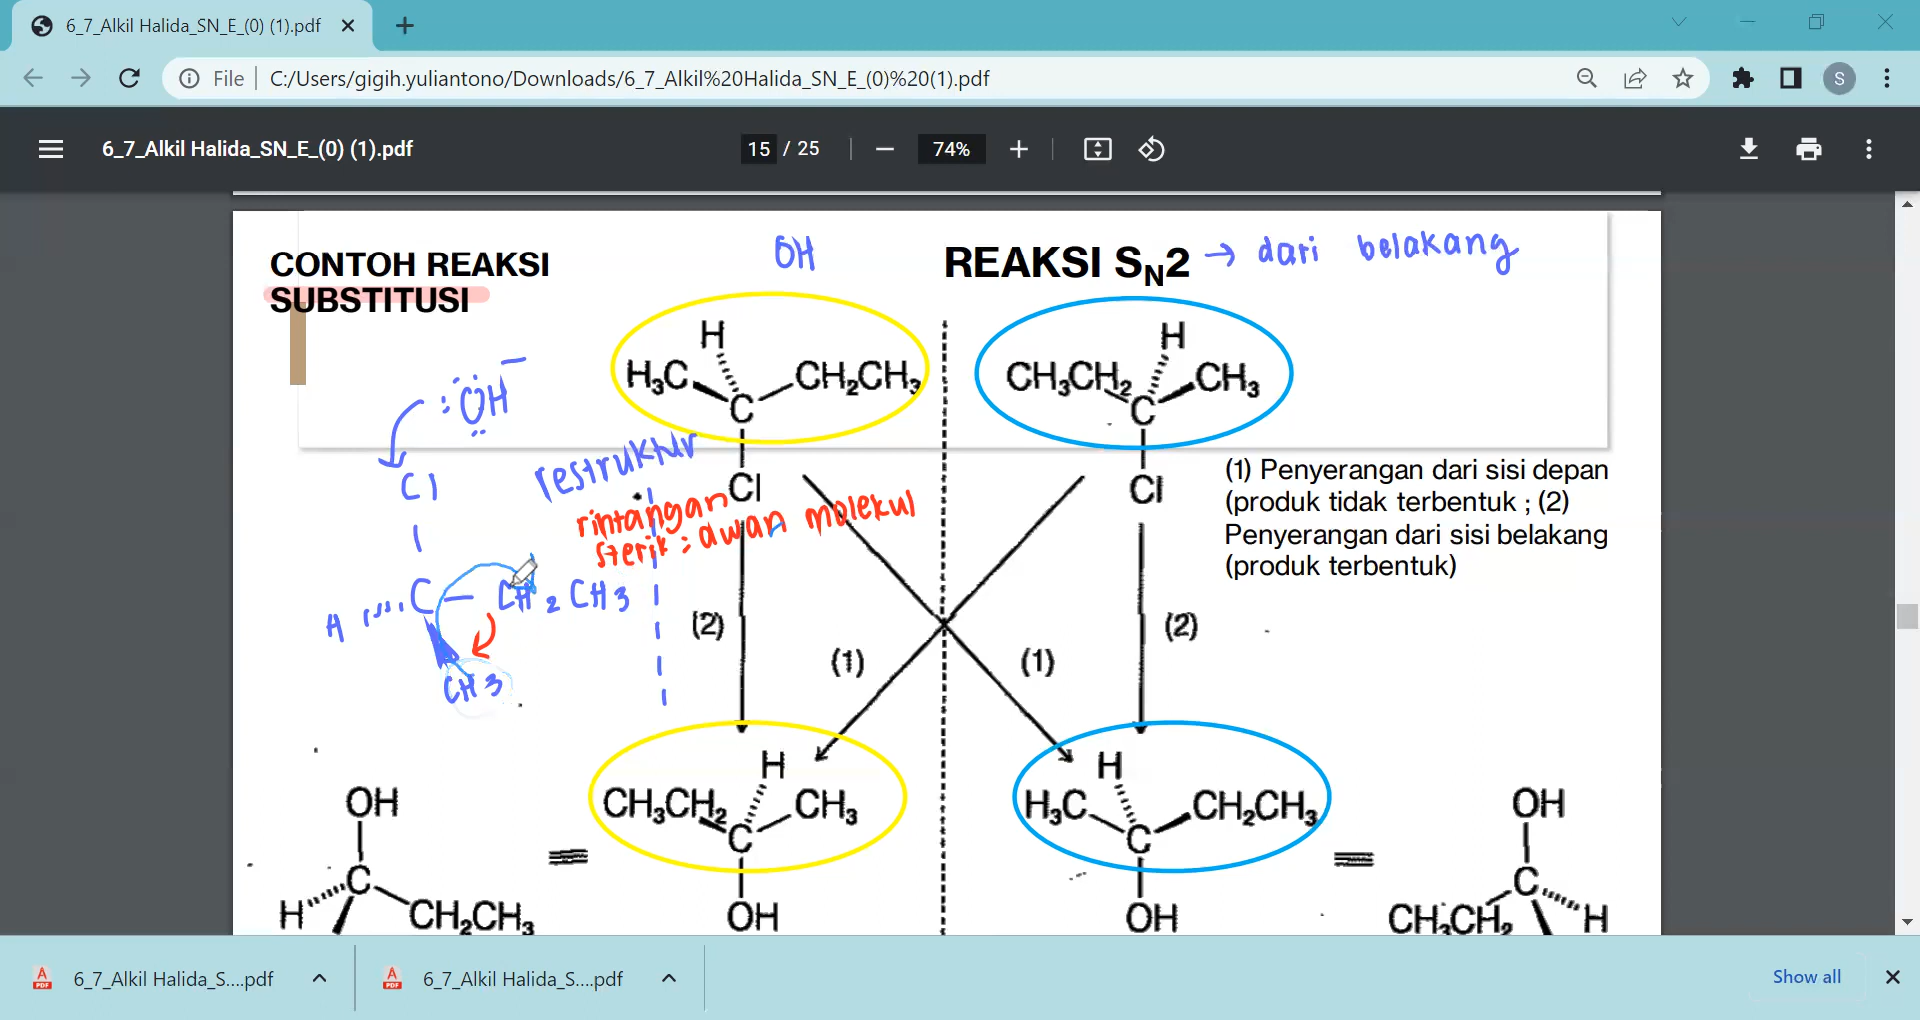 6_7_Alkil Halida_SN_E_(0) (1).pdf
File
C:/Users/gigih.yuliantono/Downloads/6_7_Alkil%20Halida_SN_E_(0)%20(1).pdf
S
6_7_Alkil Halida_SN_E_(0) (1).pdf
15 / 25
74%
CONTOH REAKSI
SUBSTITUSI
OH
REAKSI SN2 → dari belakang
H
H3C
CH2CH3
C
Cl
H
CH3CH2
CH3
C
Cl
:OH−
Cl
C – CH2CH3
H
CH3
restruktur
rintangan
sterik : awan molekul
(1) Penyerangan dari sisi depan
(produk tidak terbentuk ; (2)
Penyerangan dari sisi belakang
(produk terbentuk)
(2)
(1)
(1)
(2)
OH
C
H
CH2CH3
≡
H
CH3CH2
CH3
C
OH
H
H3C
CH2CH3
C
OH
≡
OH
C
CH3CH2
H
6_7_Alkil Halida_S....pdf
6_7_Alkil Halida_S....pdf
Show all